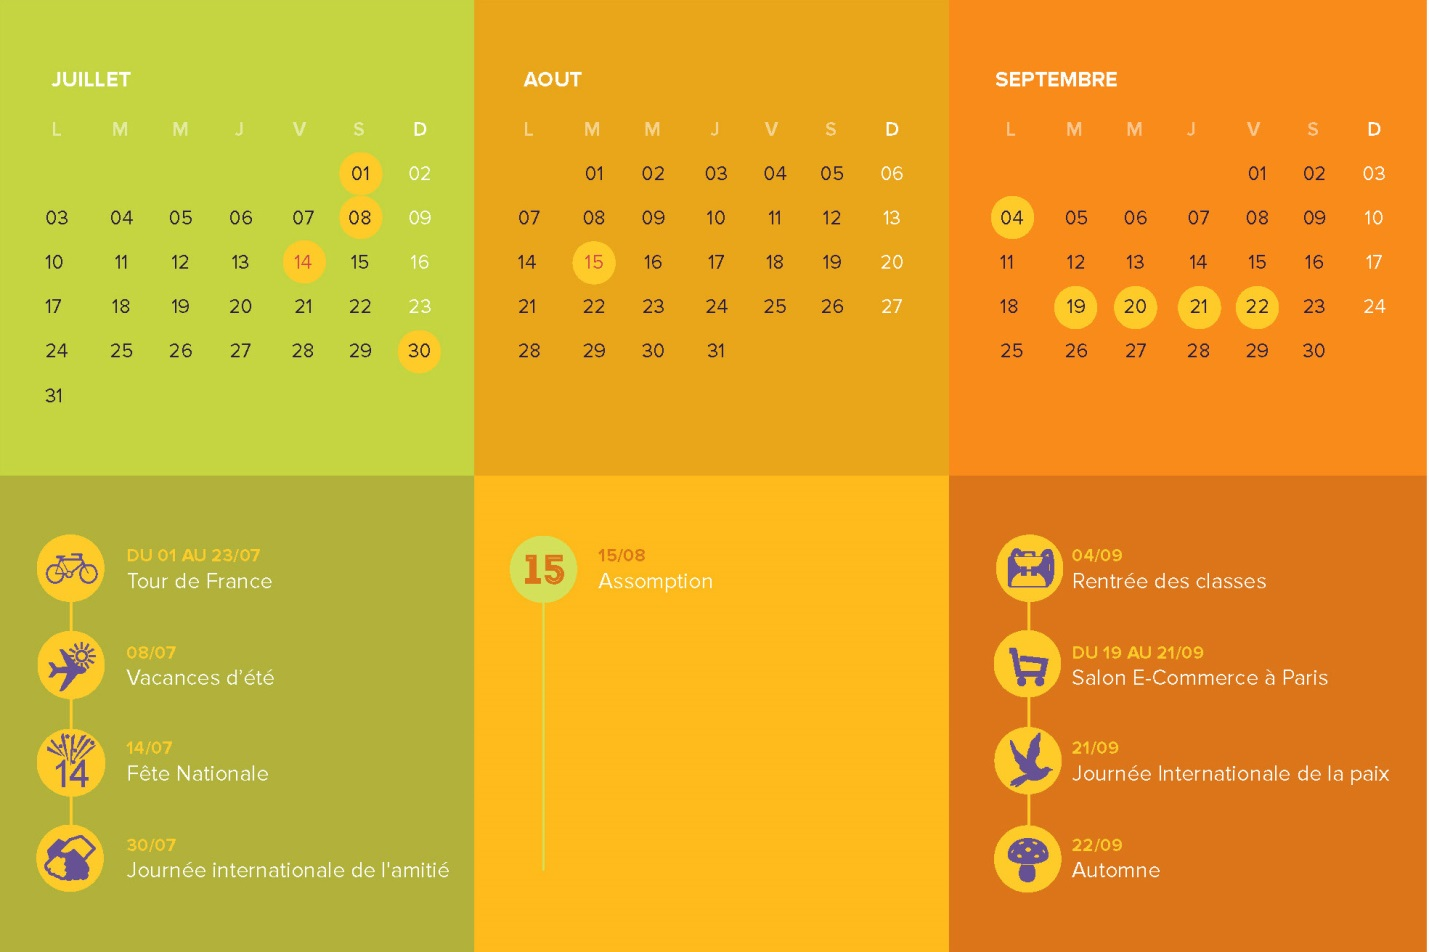 JUILLET
L M M J V S D
01 02
03 04 05 06 07 08 09
10 11 12 13 14 15 16
17 18 19 20 21 22 23
24 25 26 27 28 29 30
31
AOUT
L M M J V S D
01 02 03 04 05 06
07 08 09 10 11 12 13
14 15 16 17 18 19 20
21 22 23 24 25 26 27
28 29 30 31
SEPTEMBRE
L M M J V S D
01 02 03
04 05 06 07 08 09 10
11 12 13 14 15 16 17
18 19 20 21 22 23 24
25 26 27 28 29 30
DU 01 AU 23/07
Tour de France
08/07
Vacances d'été
14
14/07
Fête Nationale
30/07
Journée internationale de l'amitié
15
15/08
Assomption
04/09
Rentrée des classes
DU 19 AU 21/09
Salon E-Commerce à Paris
21/09
Journée Internationale de la paix
22/09
Automne